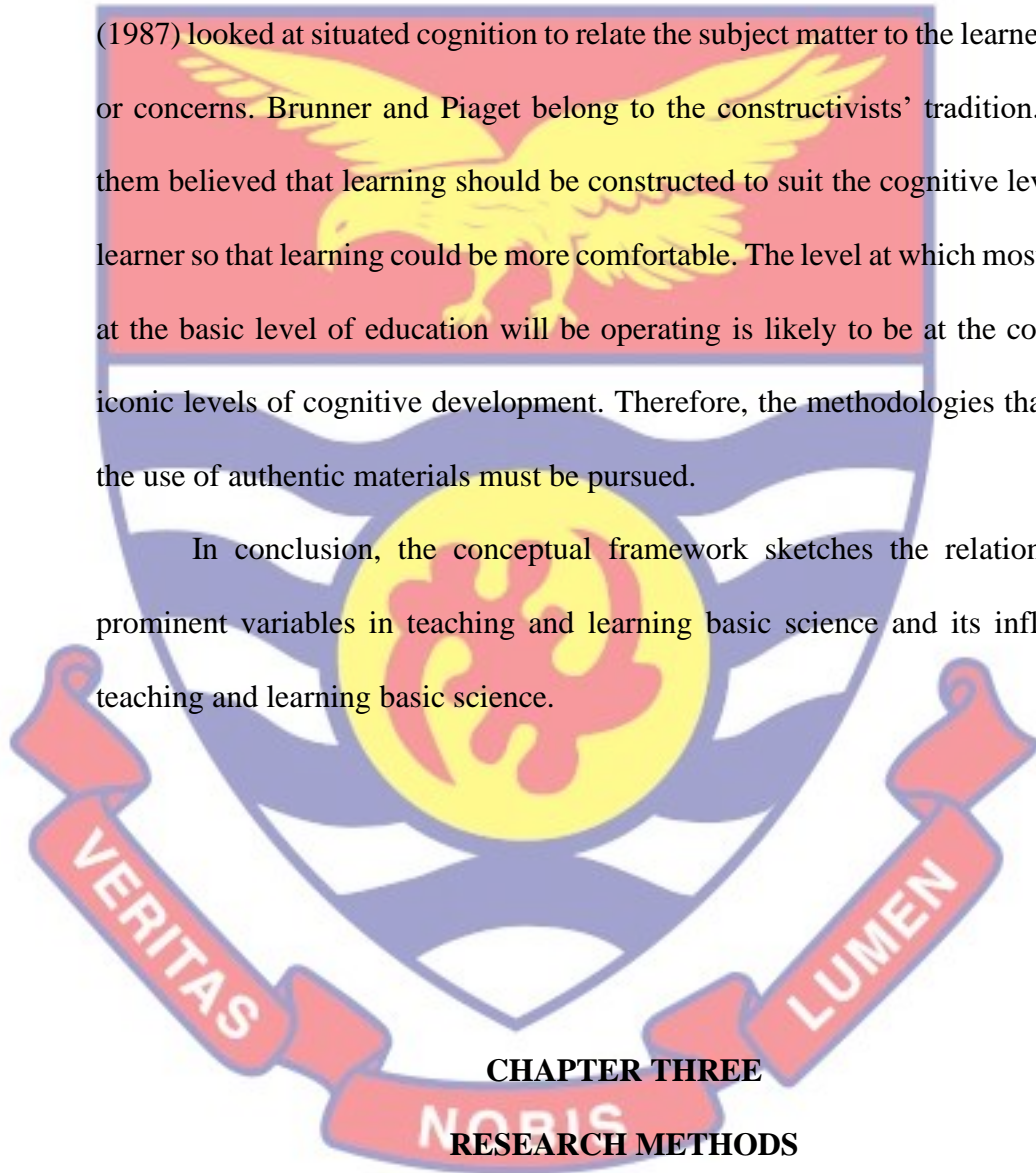 (1987) looked at situated cognition to relate the subject matter to the learne
or concerns. Brunner and Piaget belong to the constructivists’ tradition.
them believed that learning should be constructed to suit the cognitive lev
learner so that learning could be more comfortable. The level at which mos
at the basic level of education will be operating is likely to be at the co
iconic levels of cognitive development. Therefore, the methodologies tha
the use of authentic materials must be pursued.
In conclusion, the conceptual framework sketches the relation
prominent variables in teaching and learning basic science and its infl
teaching and learning basic science.
VERITAS
LUMEN
CHAPTER THREE
NOBIS
RESEARCH METHODS